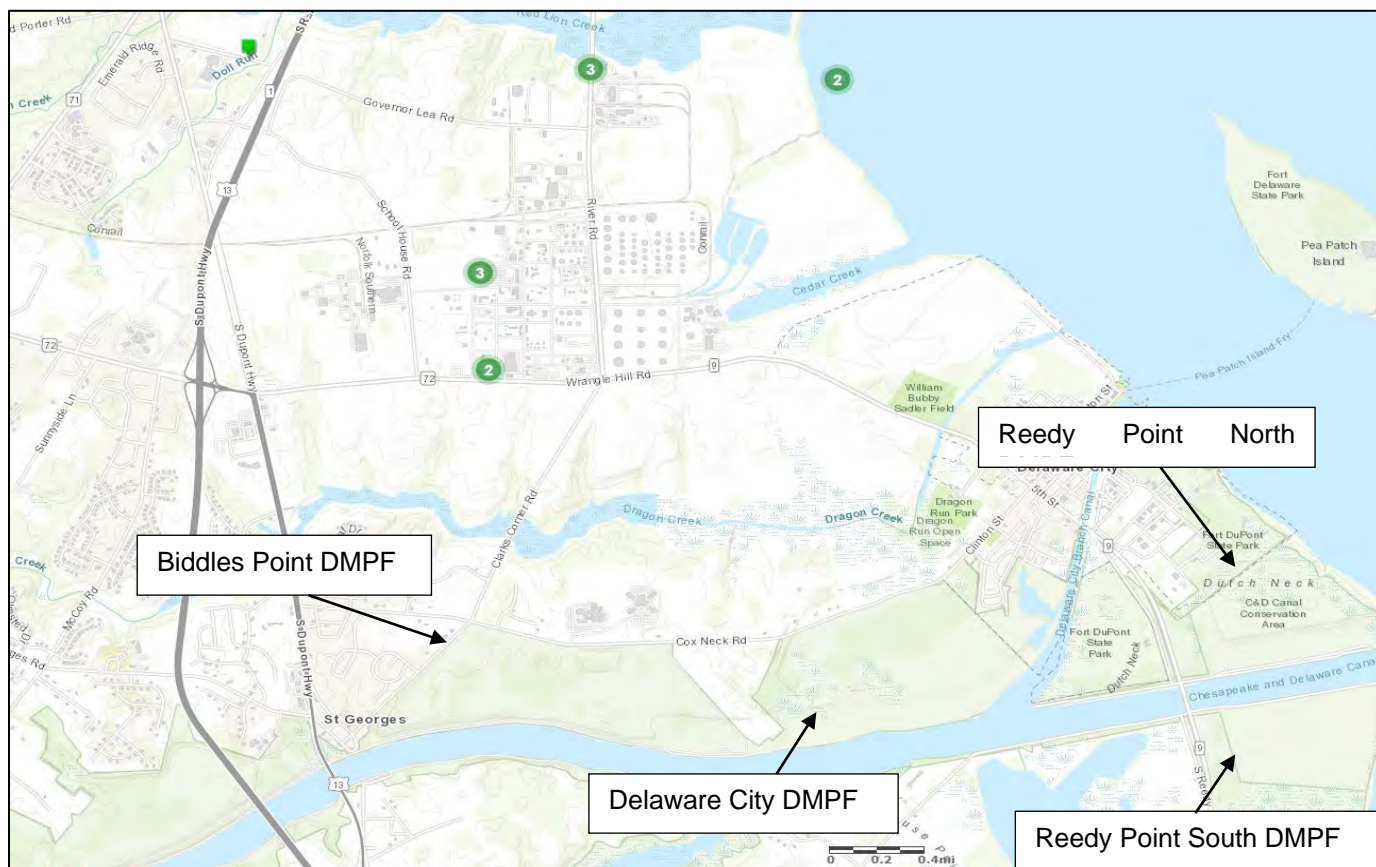 d Porter Rd
Emerald Ridge Rd
Doll Run
S Rs
Red Lion Creek
3
2
n Creek
71
1
Governor Lea Rd
Fort
Delaware
State Park
13
School House Rd
River Rd
Conrail
Conrail
Pea Patch
Island
Norfolk Southern
3
Cedar Creek
S Dupont Hwy
S Dupont Hwy
72
72
2
Wrangle Hill Rd
9
Pea Patch Island Fry
Sunnyside Ln
William
Bubby
Sadler Field
nton St
Reedy Point North
Delaware City
5th St
Clarks Corner Rd
Dragon Creek
Dragon Creek
Dragon
Run Park
Dragon
Run Open
Space
Clinton St
Delaware City Branch Canal
9
Fort DuPont
State Park
Biddles Point DMPF
Creek
McCoy Rd
Dutch Neck
C&D Canal
Conservation
Area
ges Rd
S Dupont Hwy
Cox Neck Rd
Fort DuPont
State
Park
Dutch Neck
Chesapeake and Delaware Canal
St Georges
13
9
S Reedy
Delaware City DMPF
Reedy Point South DMPF
0 0.2 0.4mi